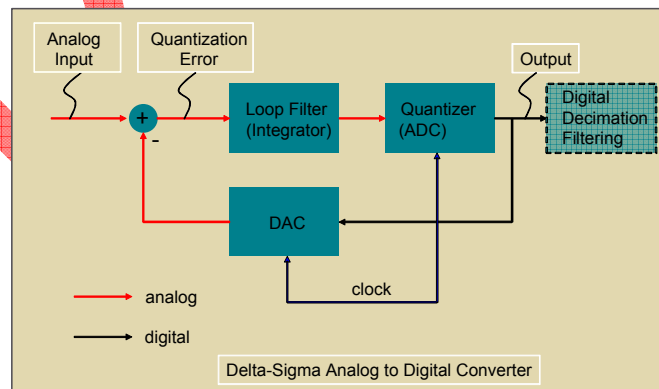 Analog
Input
Quantization
Error
Output
+
-
Loop Filter
(Integrator)
Quantizer
(ADC)
Digital
Decimation
Filtering
DAC
clock
analog
digital
Delta-Sigma Analog to Digital Converter